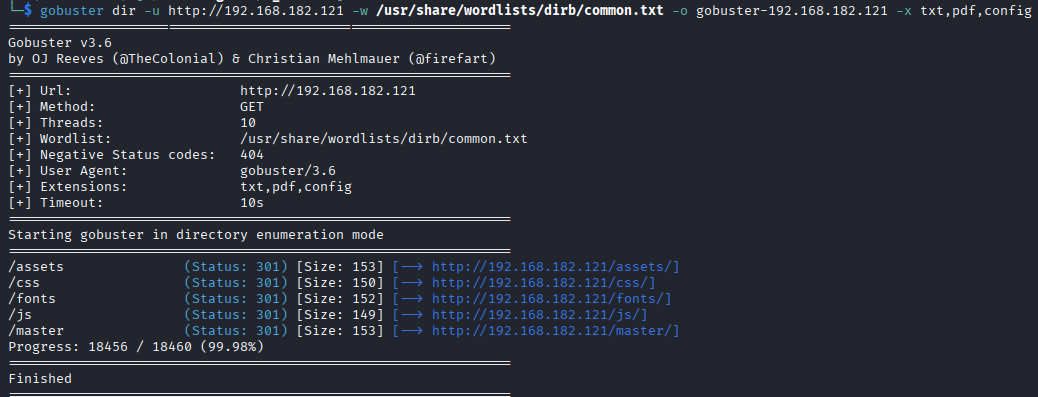 └─$ gobuster dir -u http://192.168.182.121 -w /usr/share/wordlists/dirb/common.txt -o gobuster-192.168.182.121 -x txt,pdf,config
===============================================================
Gobuster v3.6
by OJ Reeves (@TheColonial) & Christian Mehlmauer (@firefart)
===============================================================
[+] Url:                     http://192.168.182.121
[+] Method:                  GET
[+] Threads:                 10
[+] Wordlist:                /usr/share/wordlists/dirb/common.txt
[+] Negative Status codes:   404
[+] User Agent:              gobuster/3.6
[+] Extensions:              txt,pdf,config
[+] Timeout:                 10s
===============================================================
Starting gobuster in directory enumeration mode
===============================================================
/assets               (Status: 301) [Size: 153] [--> http://192.168.182.121/assets/]
/css                  (Status: 301) [Size: 150] [--> http://192.168.182.121/css/]
/fonts                (Status: 301) [Size: 152] [--> http://192.168.182.121/fonts/]
/js                   (Status: 301) [Size: 149] [--> http://192.168.182.121/js/]
/master               (Status: 301) [Size: 153] [--> http://192.168.182.121/master/]
Progress: 18456 / 18460 (99.98%)
===============================================================
Finished
===============================================================